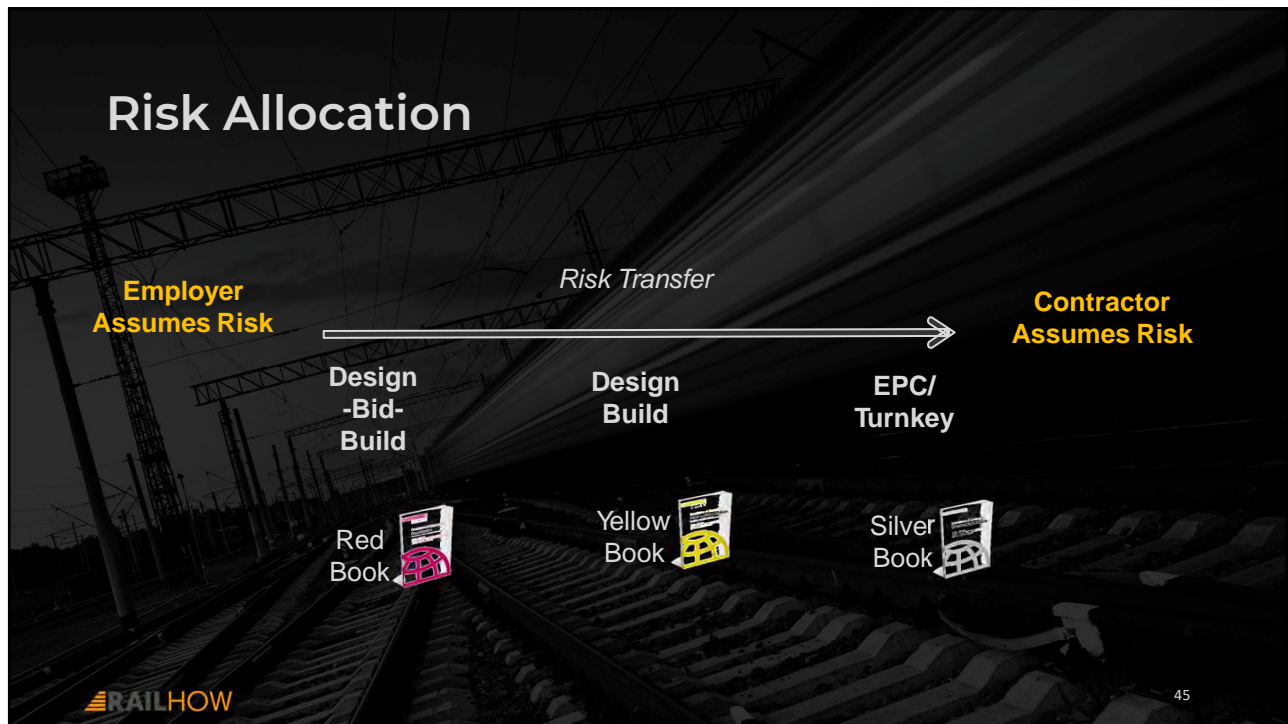 Risk Allocation
Risk Transfer
Employer
Assumes Risk
Contractor
Assumes Risk
Design
-Bid-
Build
Design
Build
EPC/
Turnkey
Red
Book
Yellow
Book
Silver
Book
RAILHOW
45